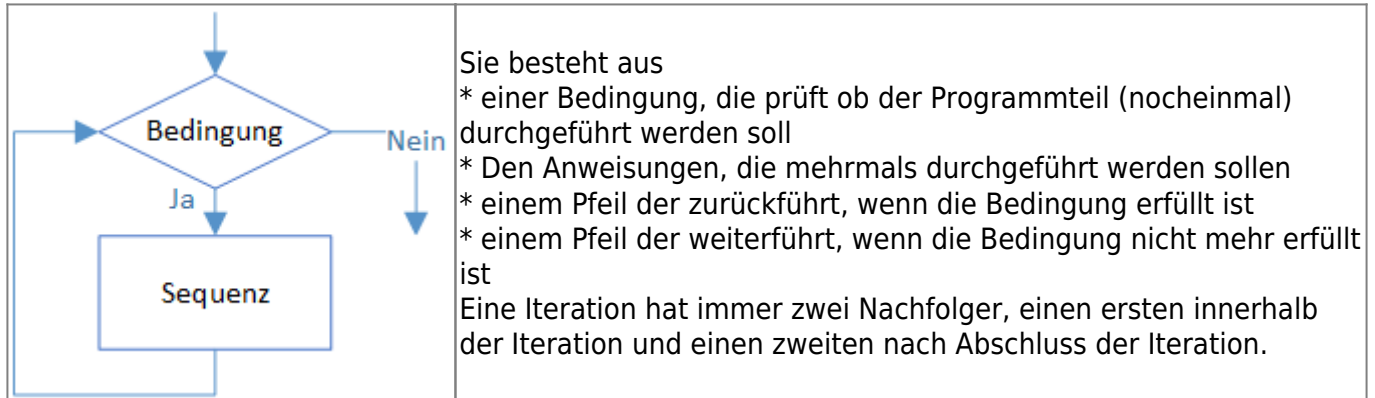 Bedingung
Nein
Ja
Sequenz
Sie besteht aus
* einer Bedingung, die prüft ob der Programmteil (nocheinmal)
durchgeführt werden soll
* Den Anweisungen, die mehrmals durchgeführt werden sollen
* einem Pfeil der zurückführt, wenn die Bedingung erfüllt ist
* einem Pfeil der weiterführt, wenn die Bedingung nicht mehr erfüllt
ist
Eine Iteration hat immer zwei Nachfolger, einen ersten innerhalb
der Iteration und einen zweiten nach Abschluss der Iteration.